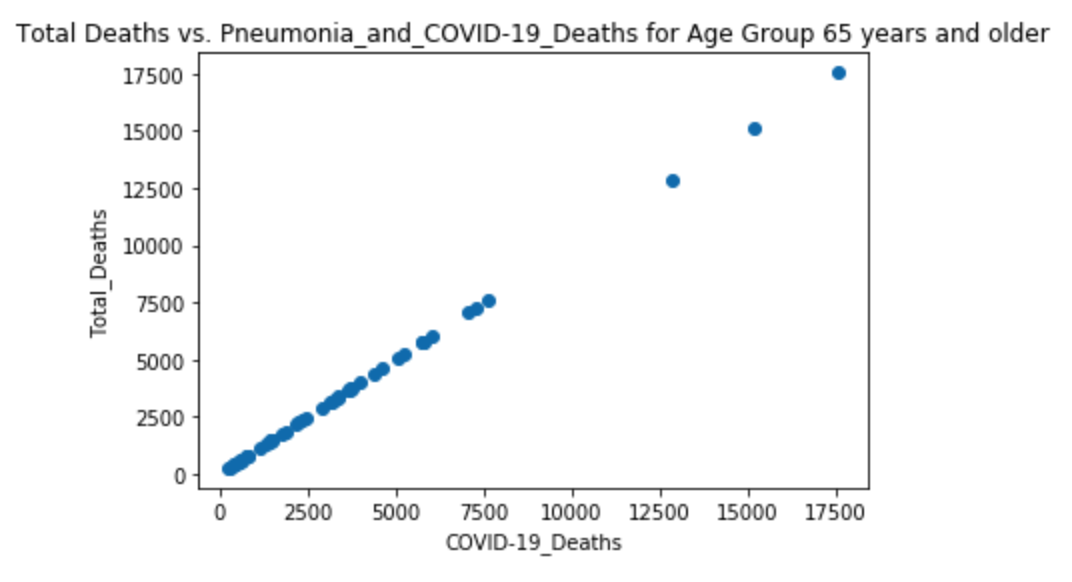 Total Deaths vs. Pneumonia_and_COVID-19_Deaths for Age Group 65 years and older
17500
15000
12500
10000
7500
5000
2500
0
Total_Deaths
0 2500 5000 7500 10000 12500 15000 17500
COVID-19_Deaths